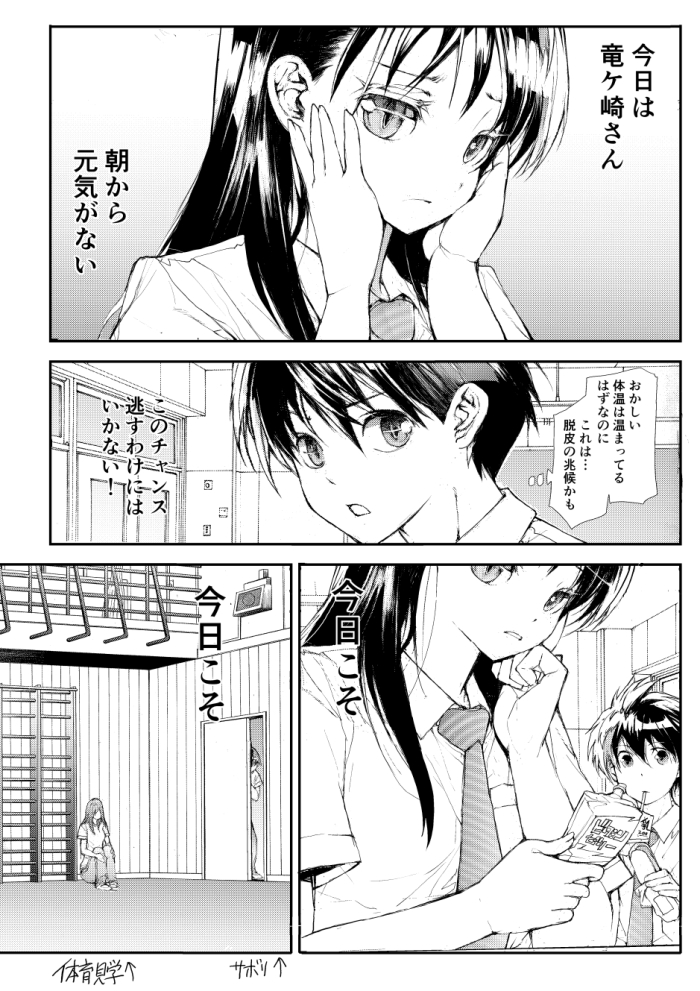 今日は
竜ケ崎さん
朝から
元気がない
おかしい
体温は温まってる
はずなのに
これは…
脱皮の兆候かも
このチャンス
逃すわけには
いかない！
今日こそ
今日こそ
サボリ↑
体育見学↑